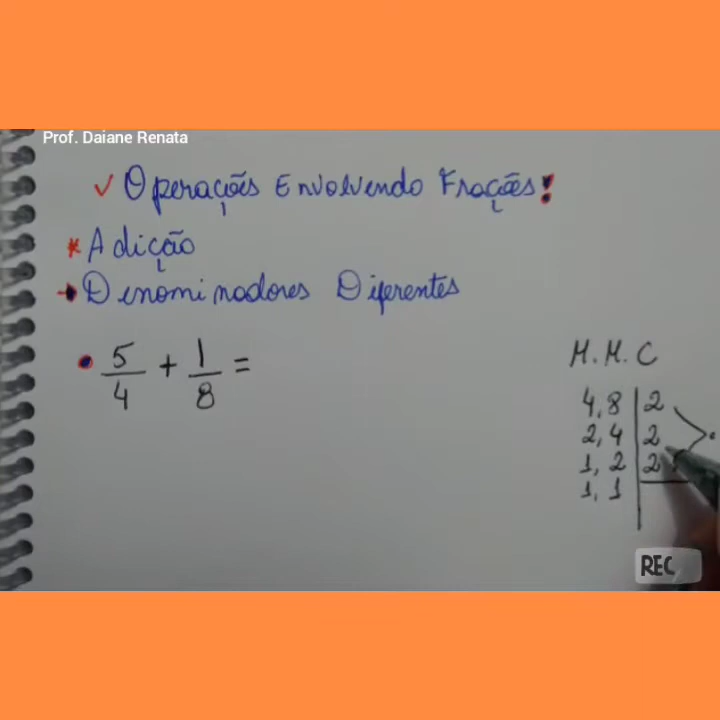 Prof. Daiane Renata
✓ Operações Envolvendo Frações!
* Adição
→ Denominadores Diferentes
• 5/4 + 1/8 =
M.M.C
4, 8 | 2
2, 4 | 2
1, 2 | 2
1, 1 |
REC